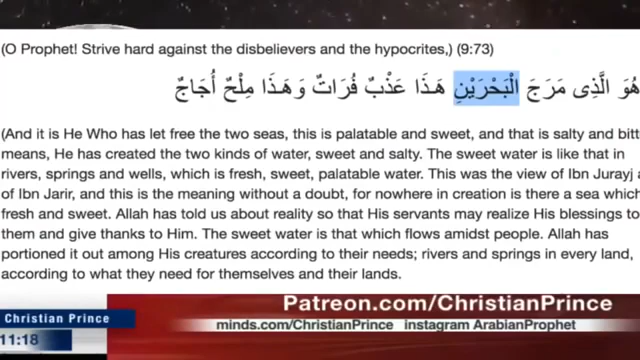 (O Prophet! Strive hard against the disbelievers and the hypocrites,) (9:73)
هُوَ الَّذِى مَرَجَ الْبَحْرَيْنِ هَـذَا عَذْبٌ فُرَاتٌ وَهَـذَا مِلْحٌ أُجَاجٌ
(And it is He Who has let free the two seas, this is palatable and sweet, and that is salty and bitt
means, He has created the two kinds of water, sweet and salty. The sweet water is like that in
rivers, springs and wells, which is fresh, sweet, palatable water. This was the view of Ibn Jurayj a
of Ibn Jarir, and this is the meaning without a doubt, for nowhere in creation is there a sea which
fresh and sweet. Allah has told us about reality so that His servants may realize His blessings to
them and give thanks to Him. The sweet water is that which flows amidst people. Allah has
portioned it out among His creatures according to their needs; rivers and springs in every land,
according to what they need for themselves and their lands.
Patreon.com/ChristianPrince
Christian Prince
minds.com/ChristianPrince instagram ArabianProphet
11:18